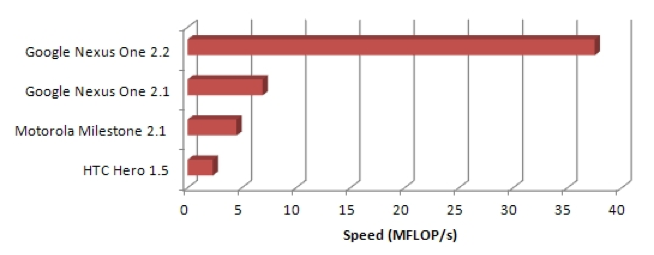 Google Nexus One 2.2
Google Nexus One 2.1
Motorola Milestone 2.1
HTC Hero 1.5
0 5 10 15 20 25 30 35 40
Speed (MFLOP/s)